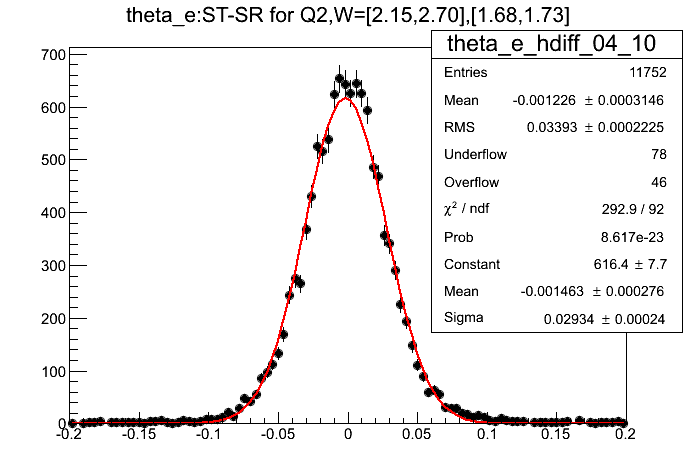 theta_e:ST-SR for Q2,W=[2.15,2.70],[1.68,1.73]
theta_e_hdiff_04_10
Entries 11752
Mean -0.001226 ± 0.0003146
RMS 0.03393 ± 0.0002225
Underflow 78
Overflow 46
χ² / ndf 292.9 / 92
Prob 8.617e-23
Constant 616.4 ± 7.7
Mean -0.001463 ± 0.000276
Sigma 0.02934 ± 0.00024
700
600
500
400
300
200
100
0
-0.2 -0.15 -0.1 -0.05 0 0.05 0.1 0.15 0.2